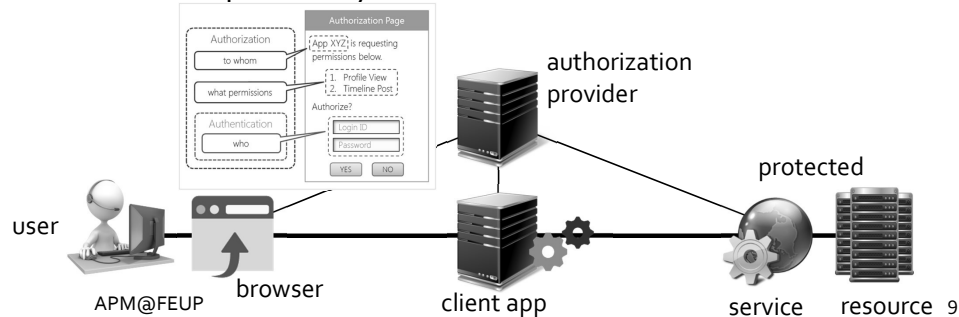 Authorization Page
Authorization
to whom
what permissions
Authentication
who
App XYZ is requesting
permissions below.
1. Profile View
2. Timeline Post
Authorize?
Login ID
Password
YES NO
authorization
provider
protected
user
APM@FEUP
browser
client app
service
resource
9